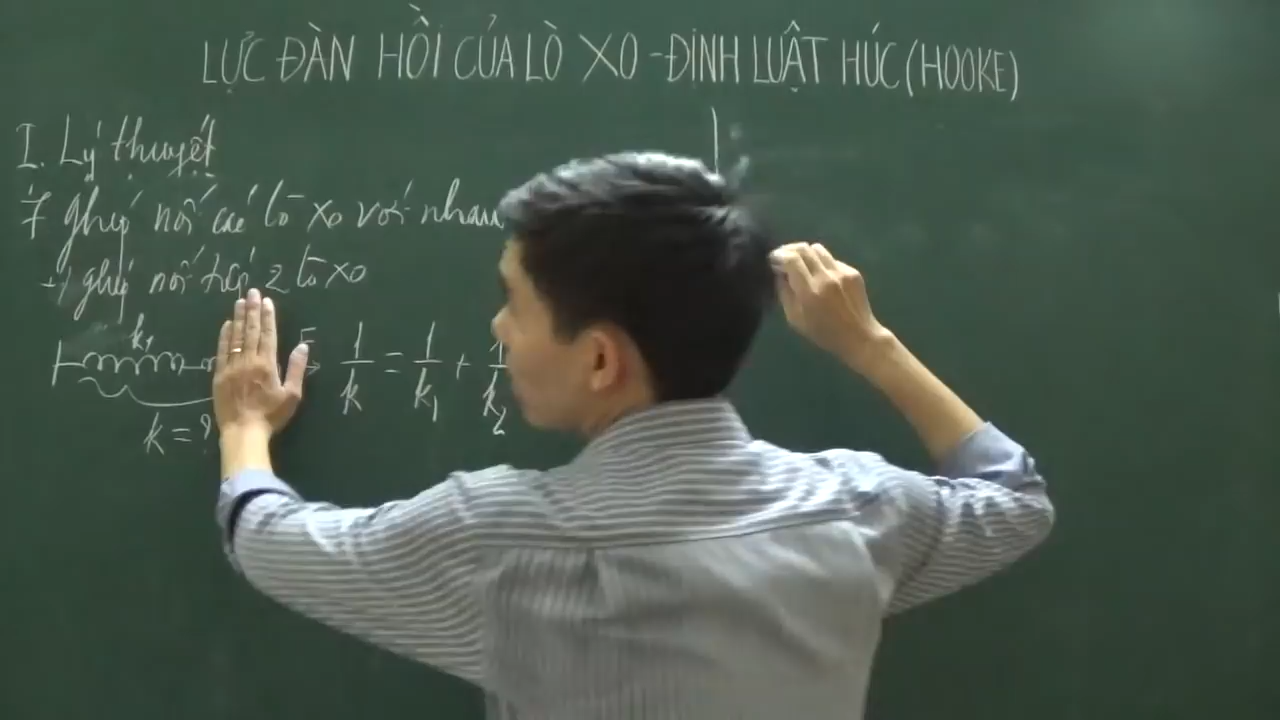 LỰC ĐÀN HỒI CỦA LÒ XO - ĐỊNH LUẬT HÚC (HOOKE)
I. Lý thuyết
7 ghép nối các lò xo với nhau
+/ ghép nối tiếp 2 lò xo
k₁
F
1/k = 1/k₁ + 1/k₂
k = ?